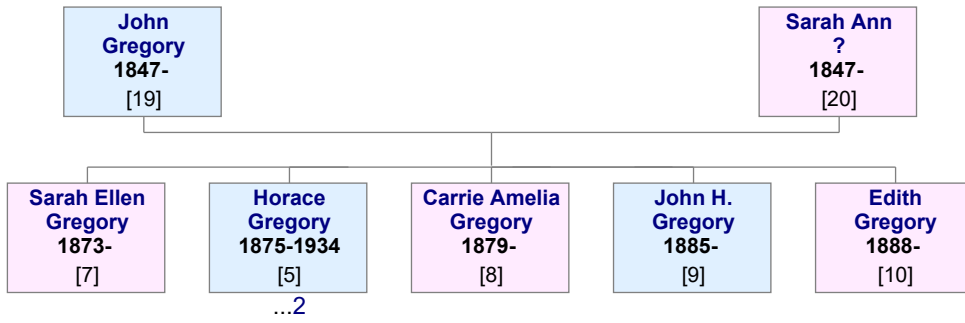 John
Gregory
1847-
[19]
Sarah Ann
?
1847-
[20]
Sarah Ellen
Gregory
1873-
[7]
Horace
Gregory
1875-1934
[5]
...2
Carrie Amelia
Gregory
1879-
[8]
John H.
Gregory
1885-
[9]
Edith
Gregory
1888-
[10]